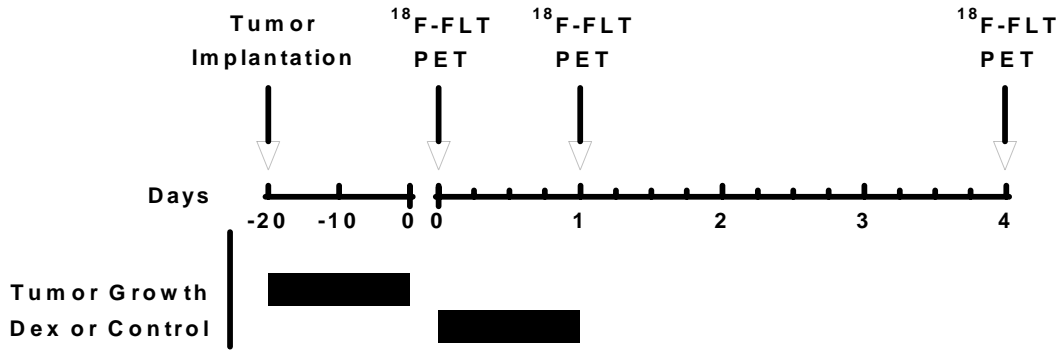 Tumor
Implantation
¹⁸F-FLT
PET
¹⁸F-FLT
PET
¹⁸F-FLT
PET
Days
-20 -10 0 0 1 2 3 4
Tumor Growth
Dex or Control